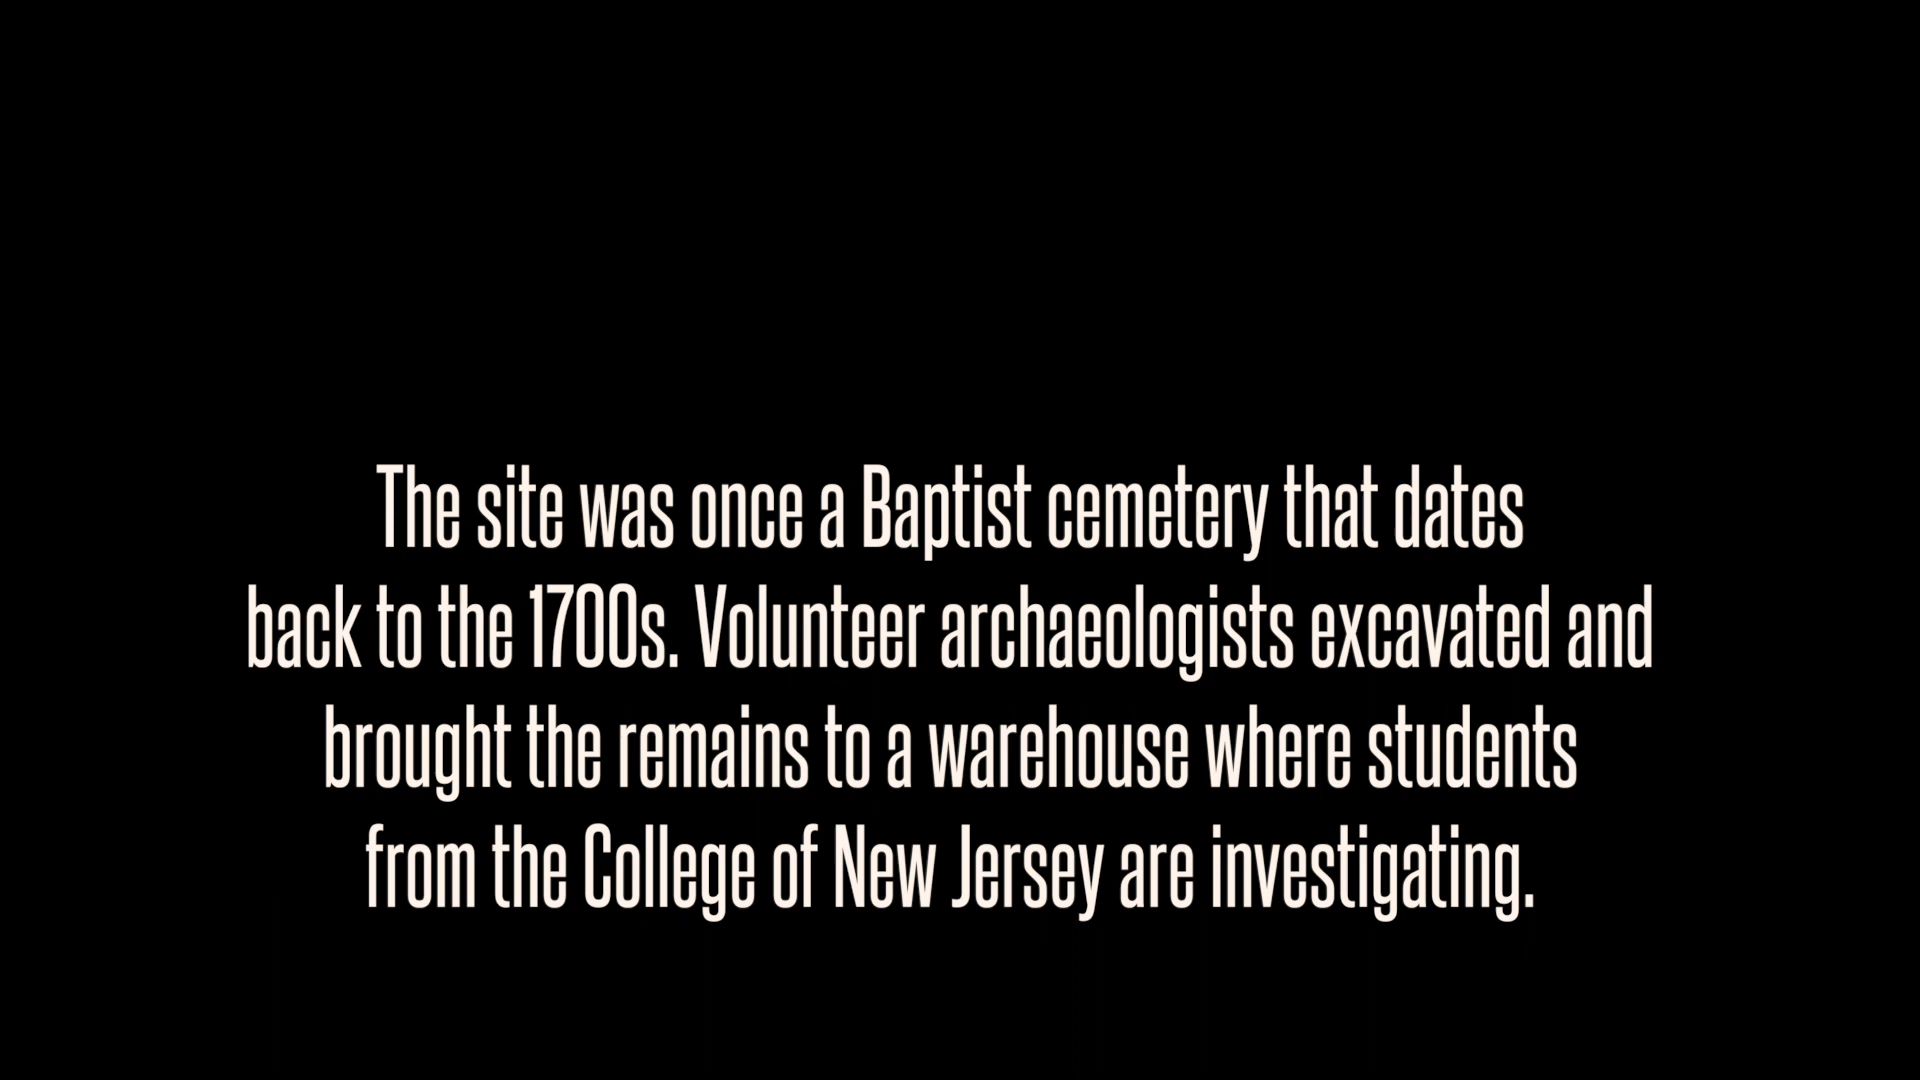 The site was once a Baptist cemetery that dates
back to the 1700s. Volunteer archaeologists excavated and
brought the remains to a warehouse where students
from the College of New Jersey are investigating.